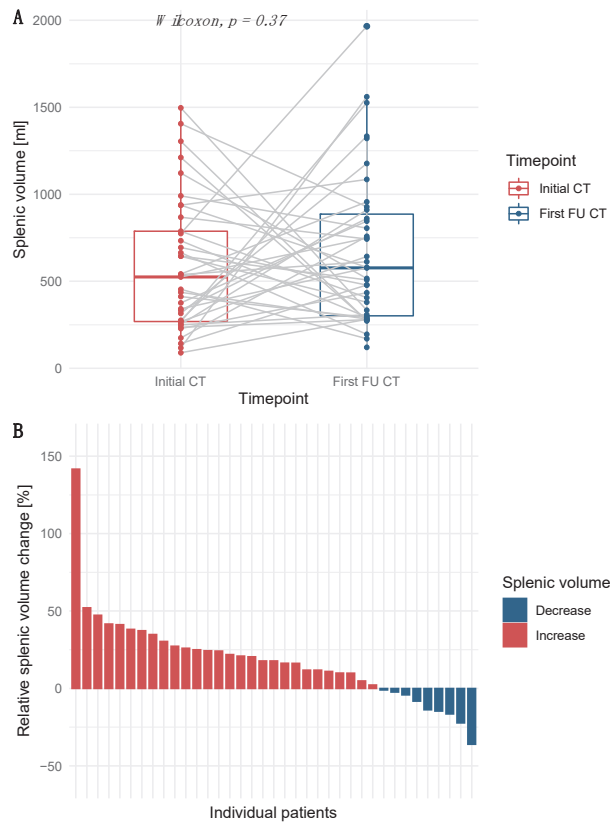 A
Wilcoxon, p = 0.37
2000
1500
1000
500
0
Splenic volume [ml]
Initial CT
First FU CT
Timepoint
Timepoint
Initial CT
First FU CT
B
150
100
50
0
−50
Relative splenic volume change [%]
Individual patients
Splenic volume
Decrease
Increase